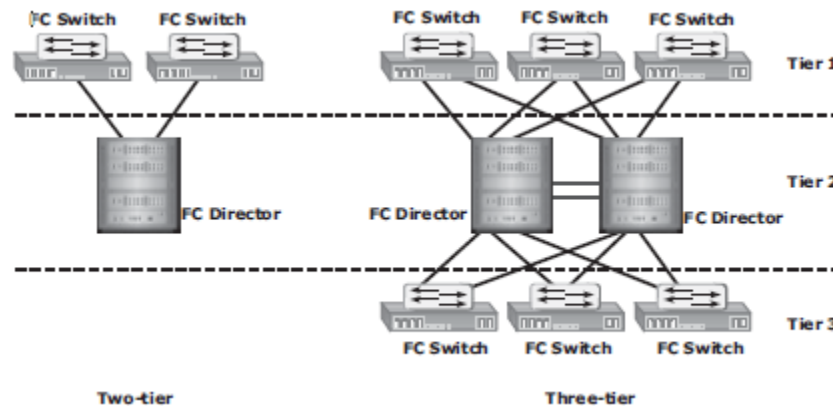 FC Switch
FC Switch
FC Switch
FC Switch
FC Switch
Tier 1
FC Director
FC Director
FC Director
Tier 2
FC Switch
FC Switch
FC Switch
Tier 3
Two-tier
Three-tier